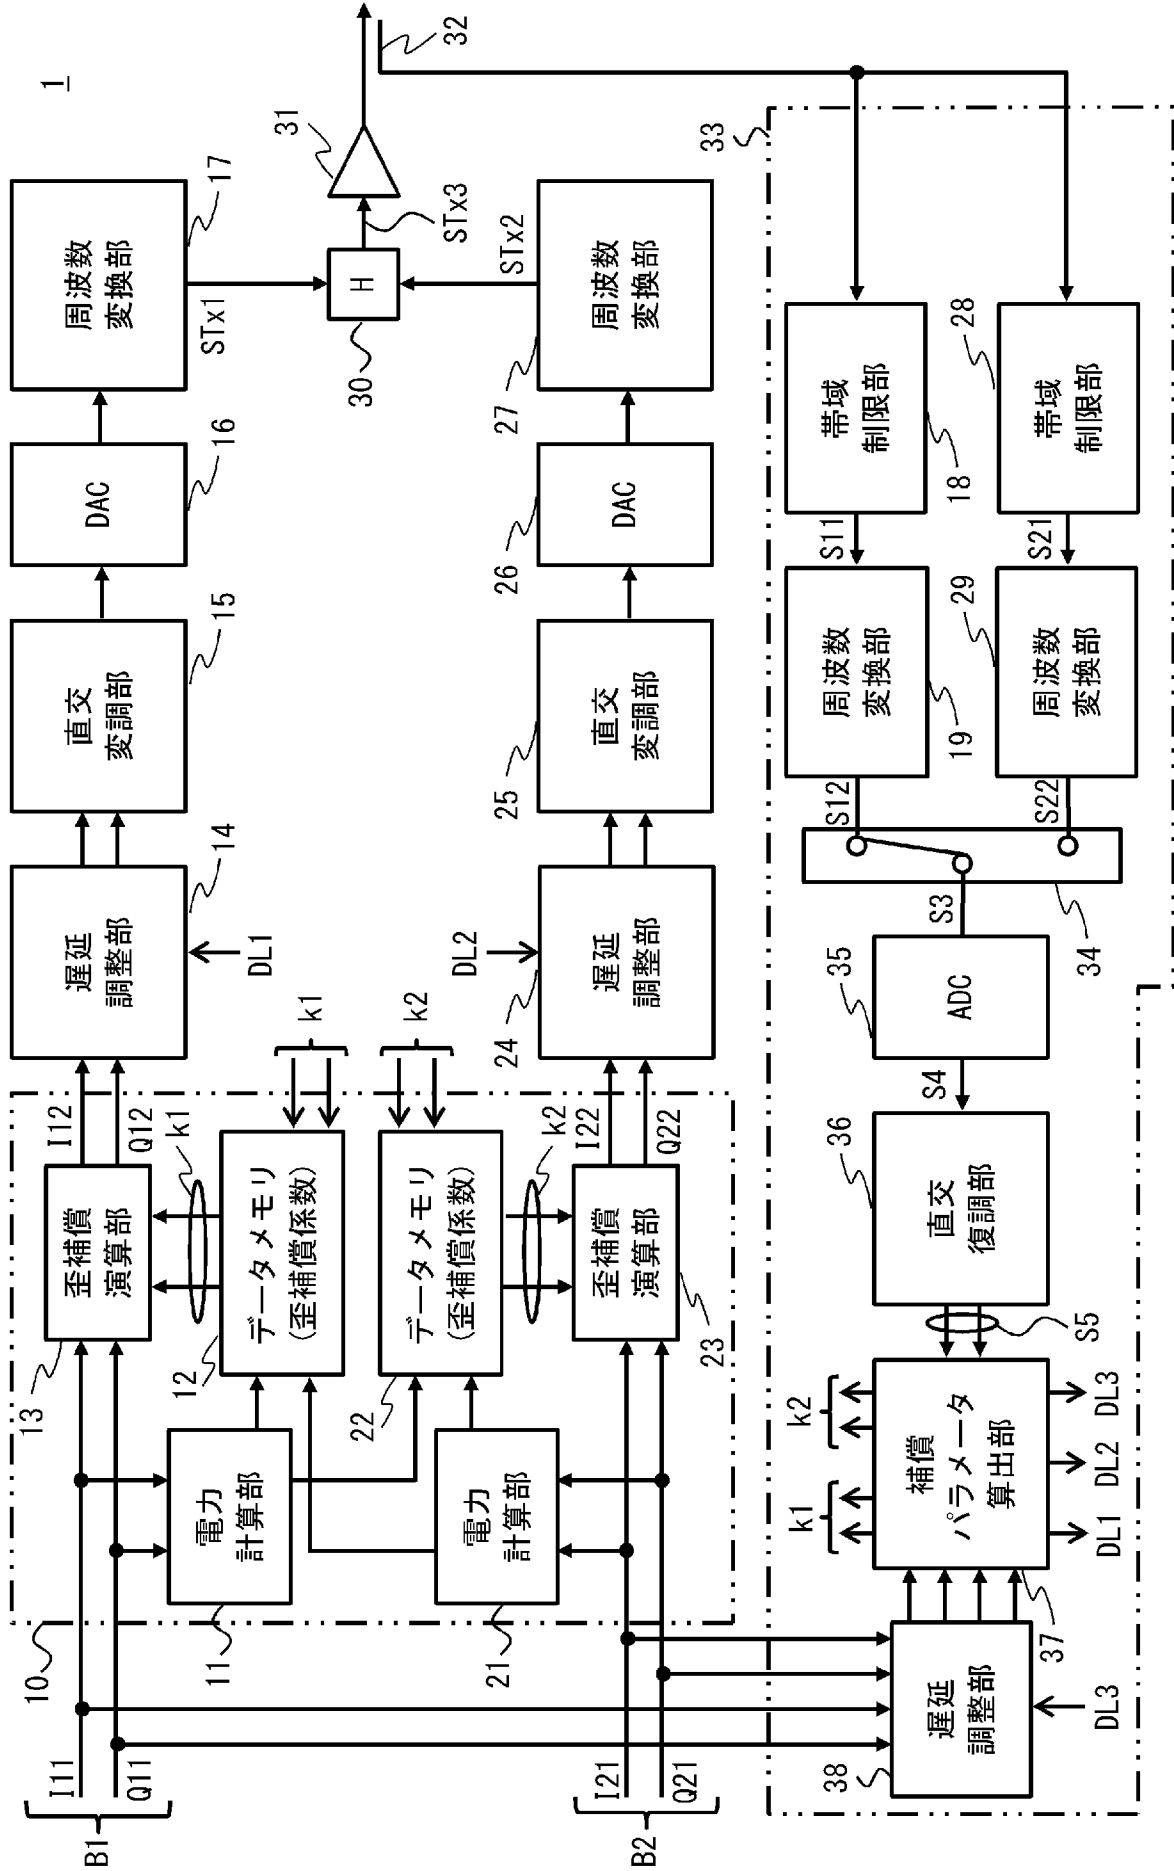 1
B1
I11
Q11
10
13
歪補償
演算部
I12
Q12
k1
遅延
調整部
14
DL1
直交
変調部
15
DAC
16
周波数
変換部
17
STx1
11
電力
計算部
12
データメモリ
(歪補償係数)
k1
22
データメモリ
(歪補償係数)
k2
21
電力
計算部
H
30
STx3
31
32
B2
I21
Q21
歪補償
演算部
23
k2
I22
Q22
24
遅延
調整部
DL2
25
直交
変調部
26
DAC
27
周波数
変換部
STx2
33
帯域
制限部
18
S11
周波数
変換部
19
S12
帯域
制限部
28
S21
周波数
変換部
29
S22
34
S3
ADC
35
S4
直交
復調部
36
S5
補償
パラメータ
算出部
37
k1
k2
DL1
DL2
DL3
遅延
調整部
38
DL3